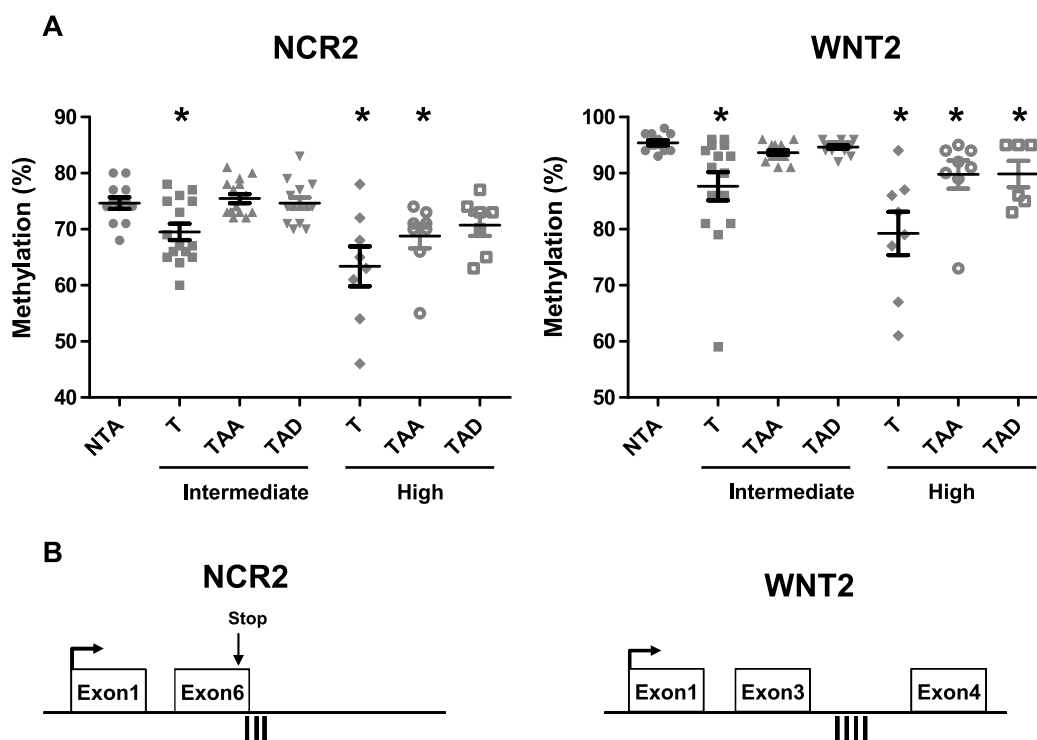 A
NCR2
WNT2
* * *
* * * *
90
80
70
60
50
40
Methylation (%)
NTA
T
TAA
TAD
T
TAA
TAD
Intermediate
High
100
90
80
70
60
50
Methylation (%)
NTA
T
TAA
TAD
T
TAA
TAD
Intermediate
High
B
NCR2
Stop
Exon1
Exon6
WNT2
Exon1
Exon3
Exon4